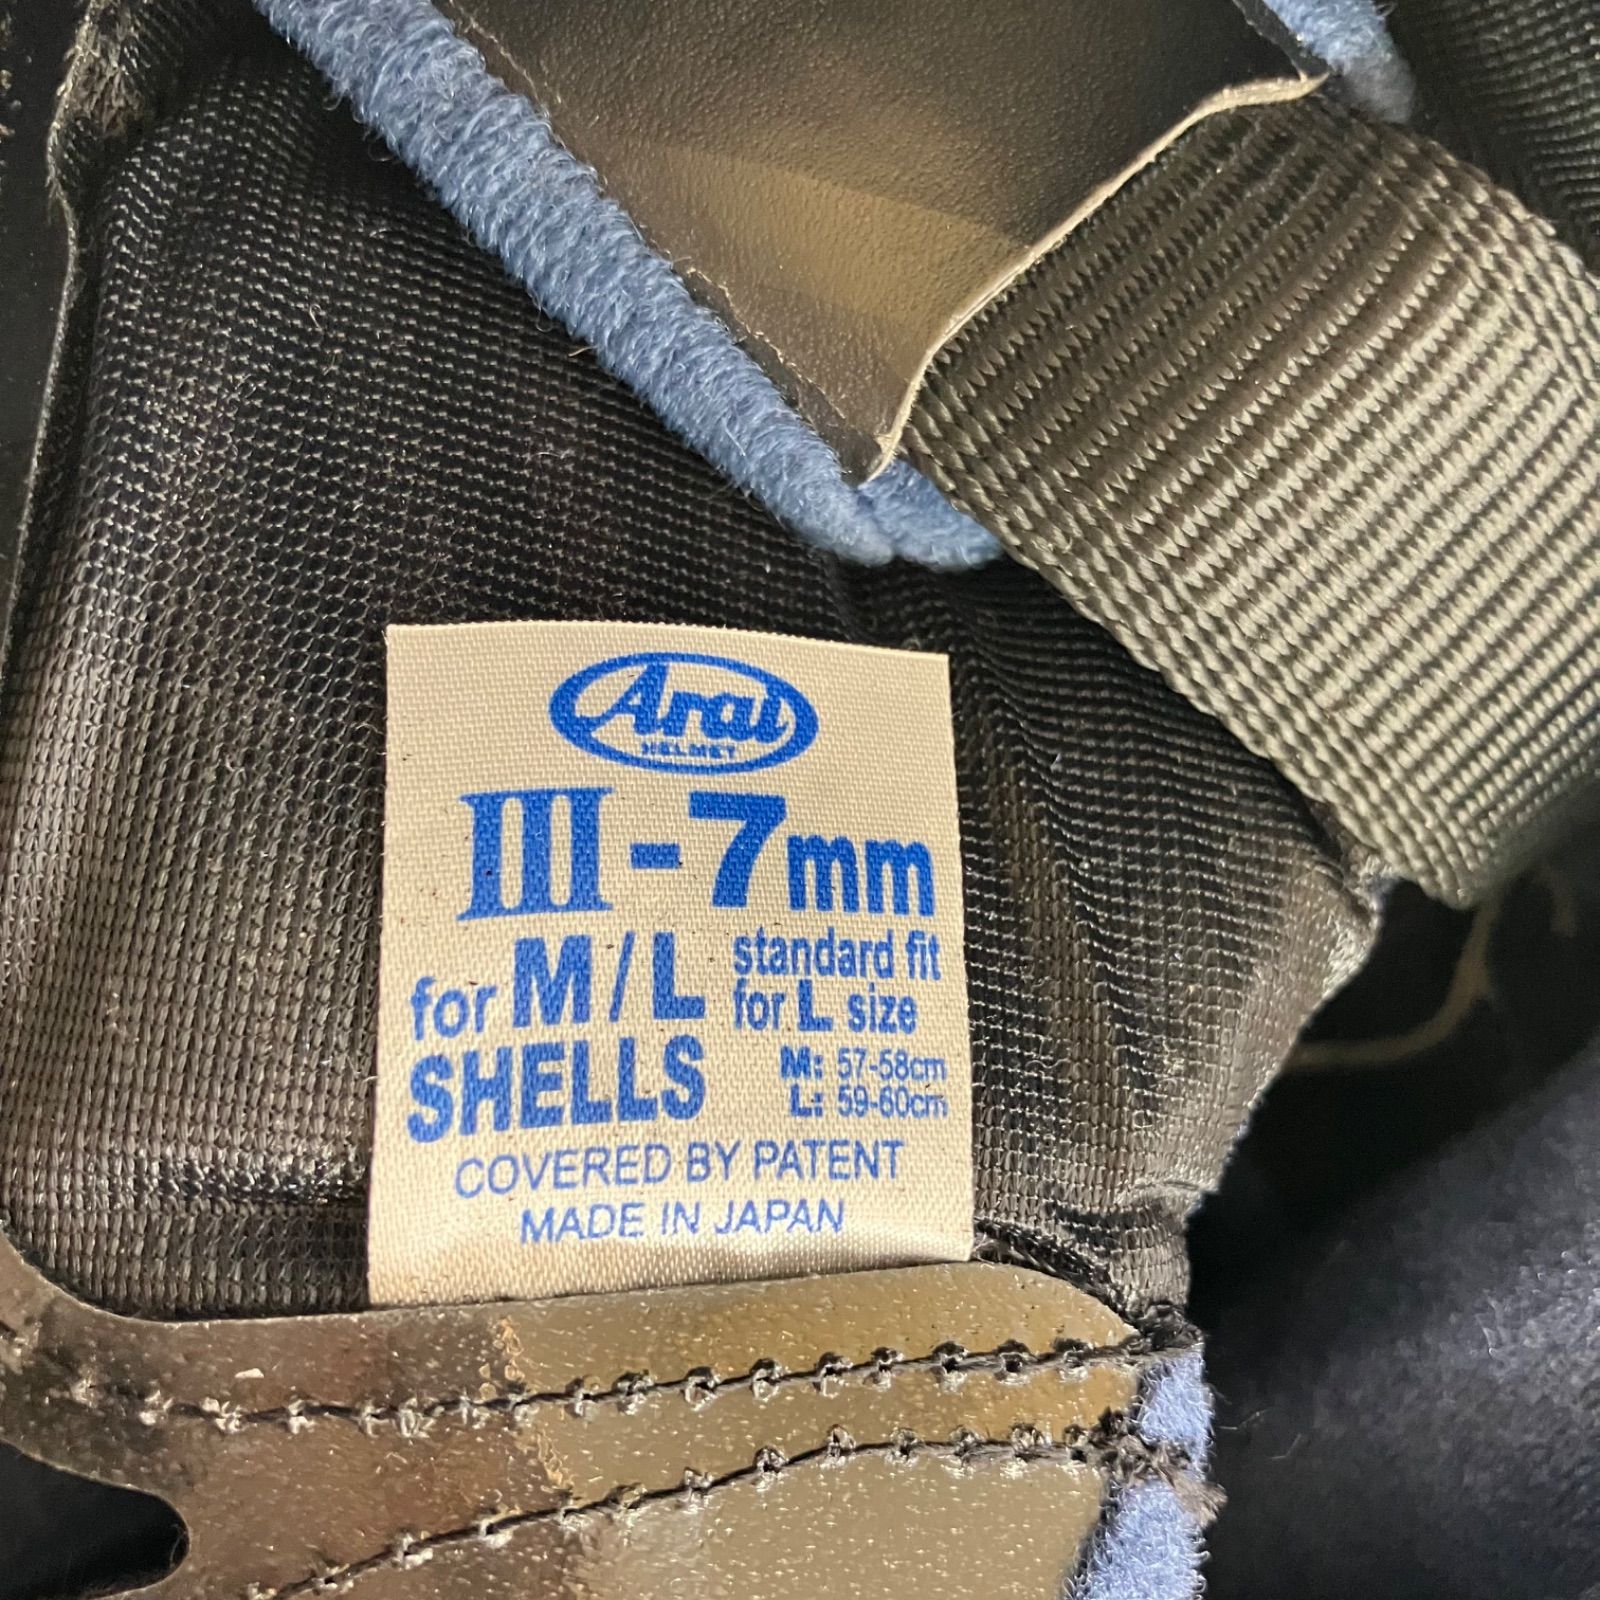 Arai
HELMET
III-7mm
for M/L standard fit
for L size
SHELLS M: 57-58cm
L: 59-60cm
COVERED BY PATENT
MADE IN JAPAN